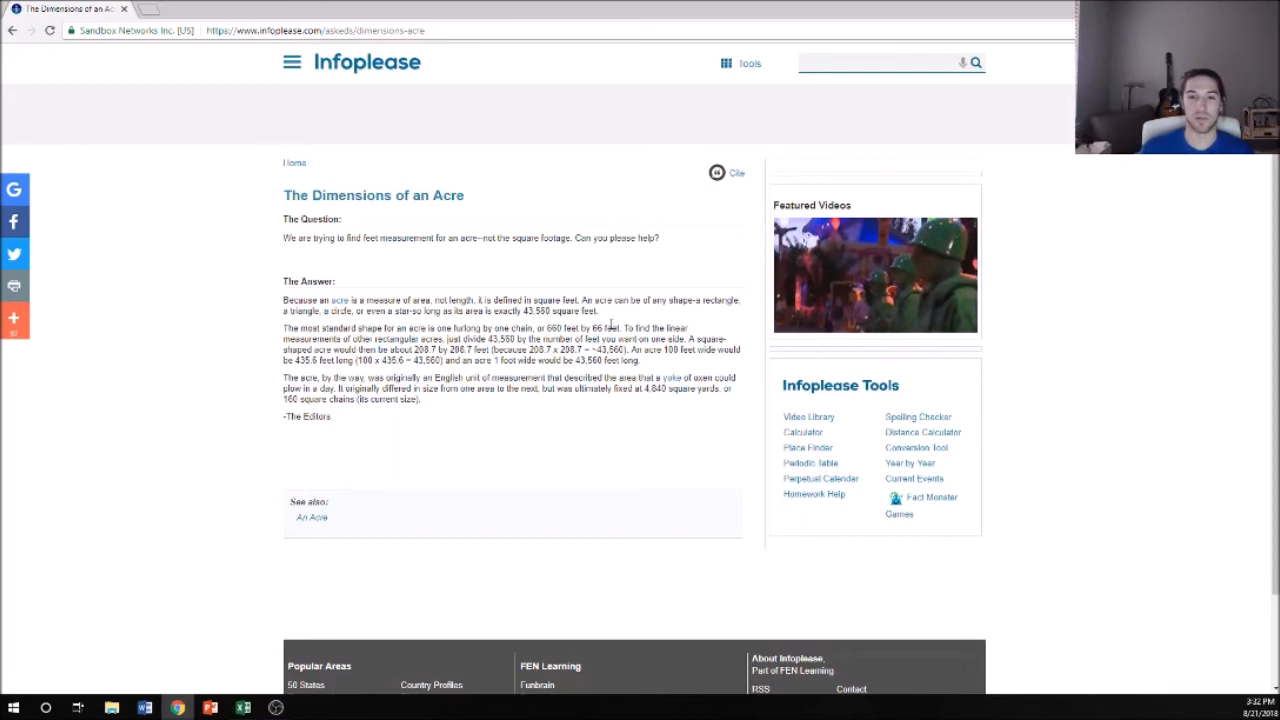 The Dimensions of an Ac
Sandbox Networks Inc. [US]
https://www.infoplease.com/askeds/dimensions-acre
Infoplease
Tools
Home
Cite
The Dimensions of an Acre
The Question:
We are trying to find feet measurement for an acre--not the square footage. Can you please help?
The Answer:
Because an acre is a measure of area, not length, it is defined in square feet. An acre can be of any shape-a rectangle,
a triangle, a circle, or even a star-so long as its area is exactly 43,560 square feet.
The most standard shape for an acre is one furlong by one chain, or 660 feet by 66 feet. To find the linear
measurements of other rectangular acres, just divide 43,560 by the number of feet you want on one side. A square-
shaped acre would then be about 208.7 by 208.7 feet (because 208.7 x 208.7 = ~43,560). An acre 100 feet wide would
be 435.6 feet long (100 x 435.6 = 43,560) and an acre 1 foot wide would be 43,560 feet long.
The acre, by the way, was originally an English unit of measurement that described the area that a yoke of oxen could
plow in a day. It originally differed in size from one area to the next, but was ultimately fixed at 4,840 square yards, or
160 square chains (its current size).
-The Editors
See also:
An Acre
Featured Videos
Infoplease Tools
Video Library
Spelling Checker
Calculator
Distance Calculator
Place Finder
Conversion Tool
Periodic Table
Year by Year
Perpetual Calendar
Current Events
Homework Help
Fact Monster
Games
Popular Areas
50 States
Country Profiles
FEN Learning
Funbrain
About Infoplease,
Part of FEN Learning
RSS
Contact
3:32 PM
8/21/2018